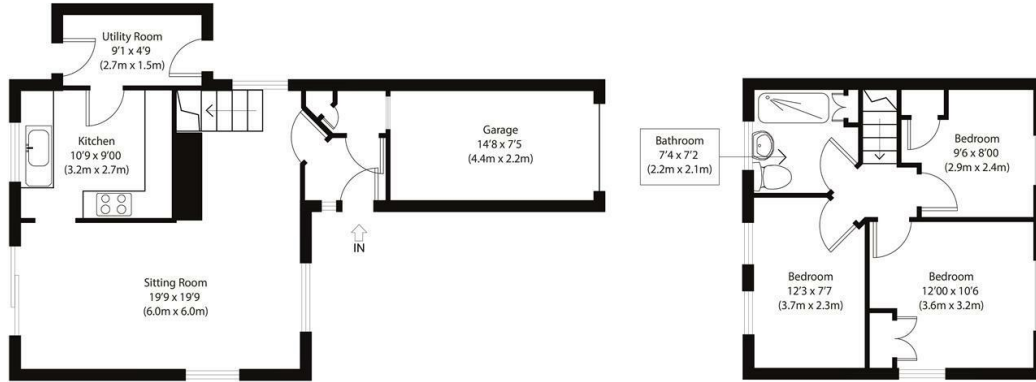 Utility Room
9'1 x 4'9
(2.7m x 1.5m)
Kitchen
10'9 x 9'00
(3.2m x 2.7m)
Garage
14'8 x 7'5
(4.4m x 2.2m)
IN
Sitting Room
19'9 x 19'9
(6.0m x 6.0m)
Bathroom
7'4 x 7'2
(2.2m x 2.1m)
Bedroom
9'6 x 8'00
(2.9m x 2.4m)
Bedroom
12'3 x 7'7
(3.7m x 2.3m)
Bedroom
12'00 x 10'6
(3.6m x 3.2m)